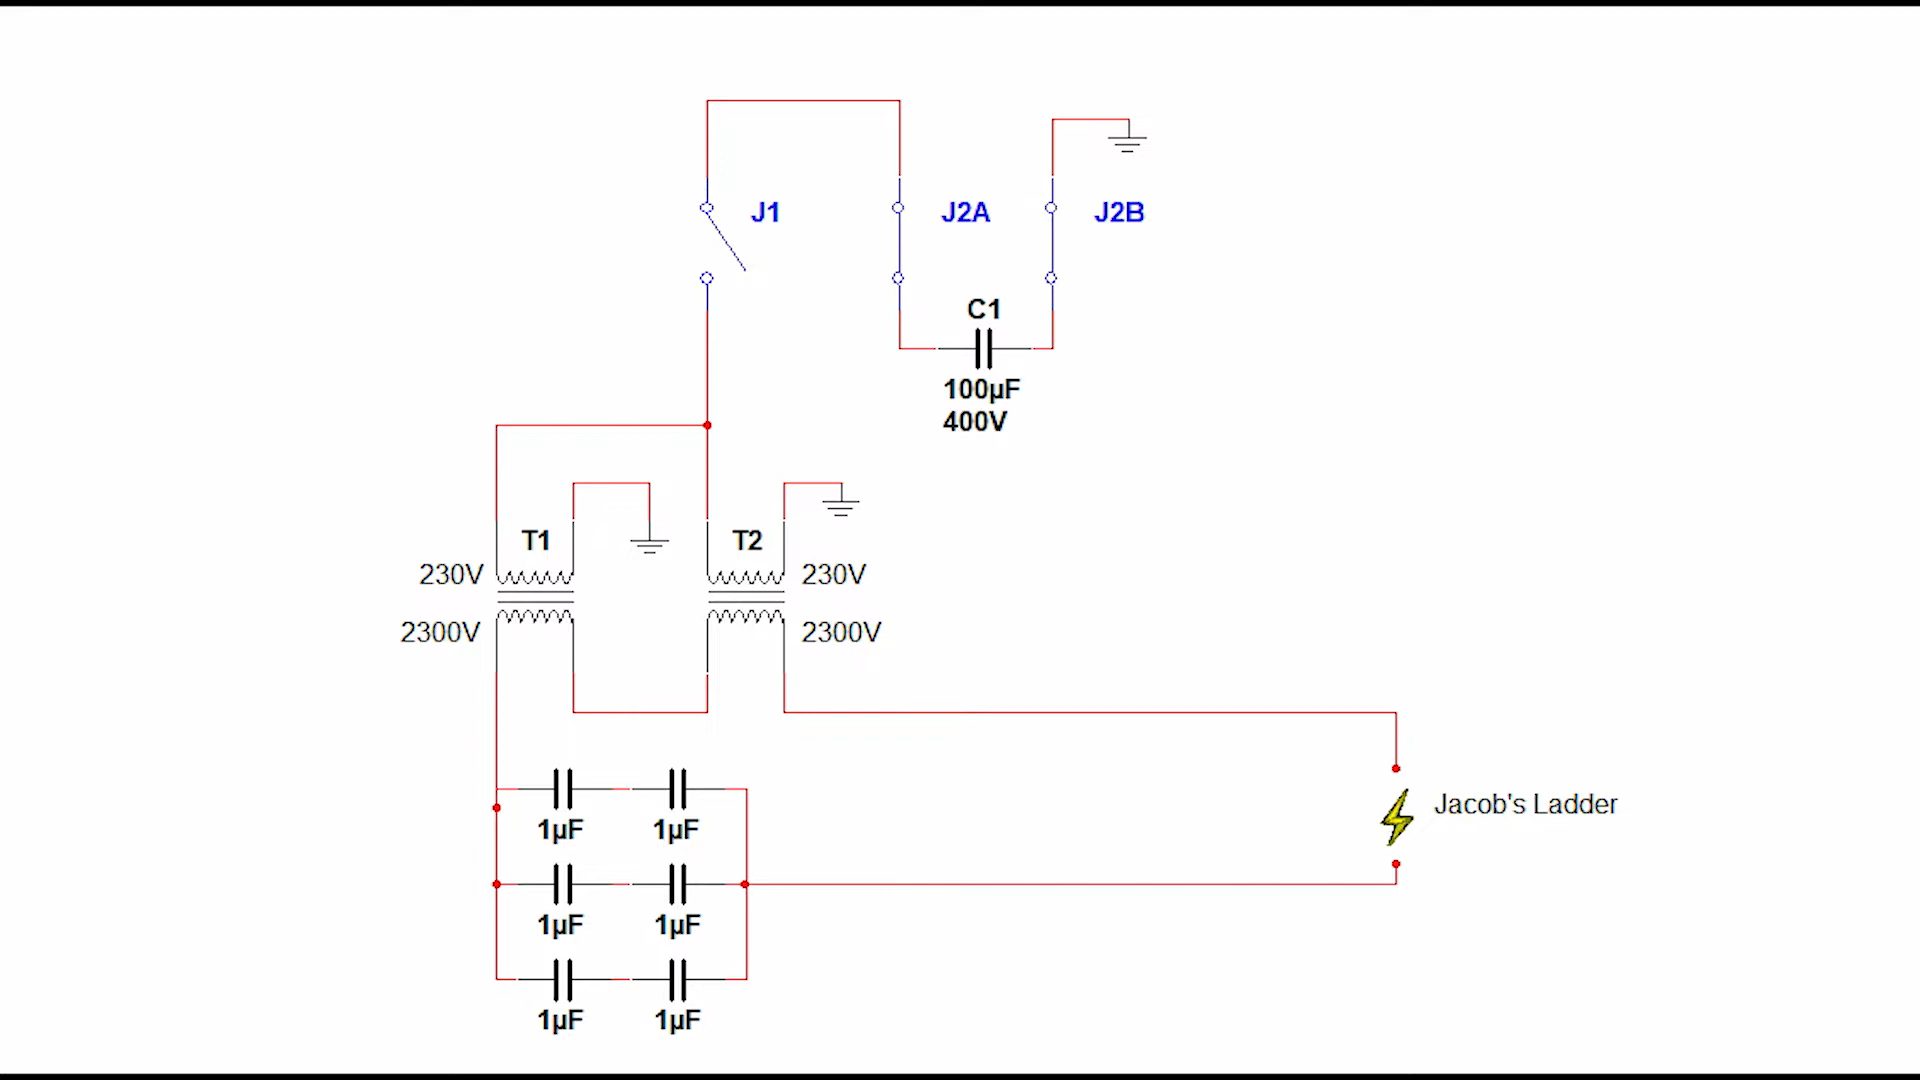 J1
J2A
J2B
C1
100µF
400V
T1
T2
230V
230V
2300V
2300V
Jacob's Ladder
1µF
1µF
1µF
1µF
1µF
1µF